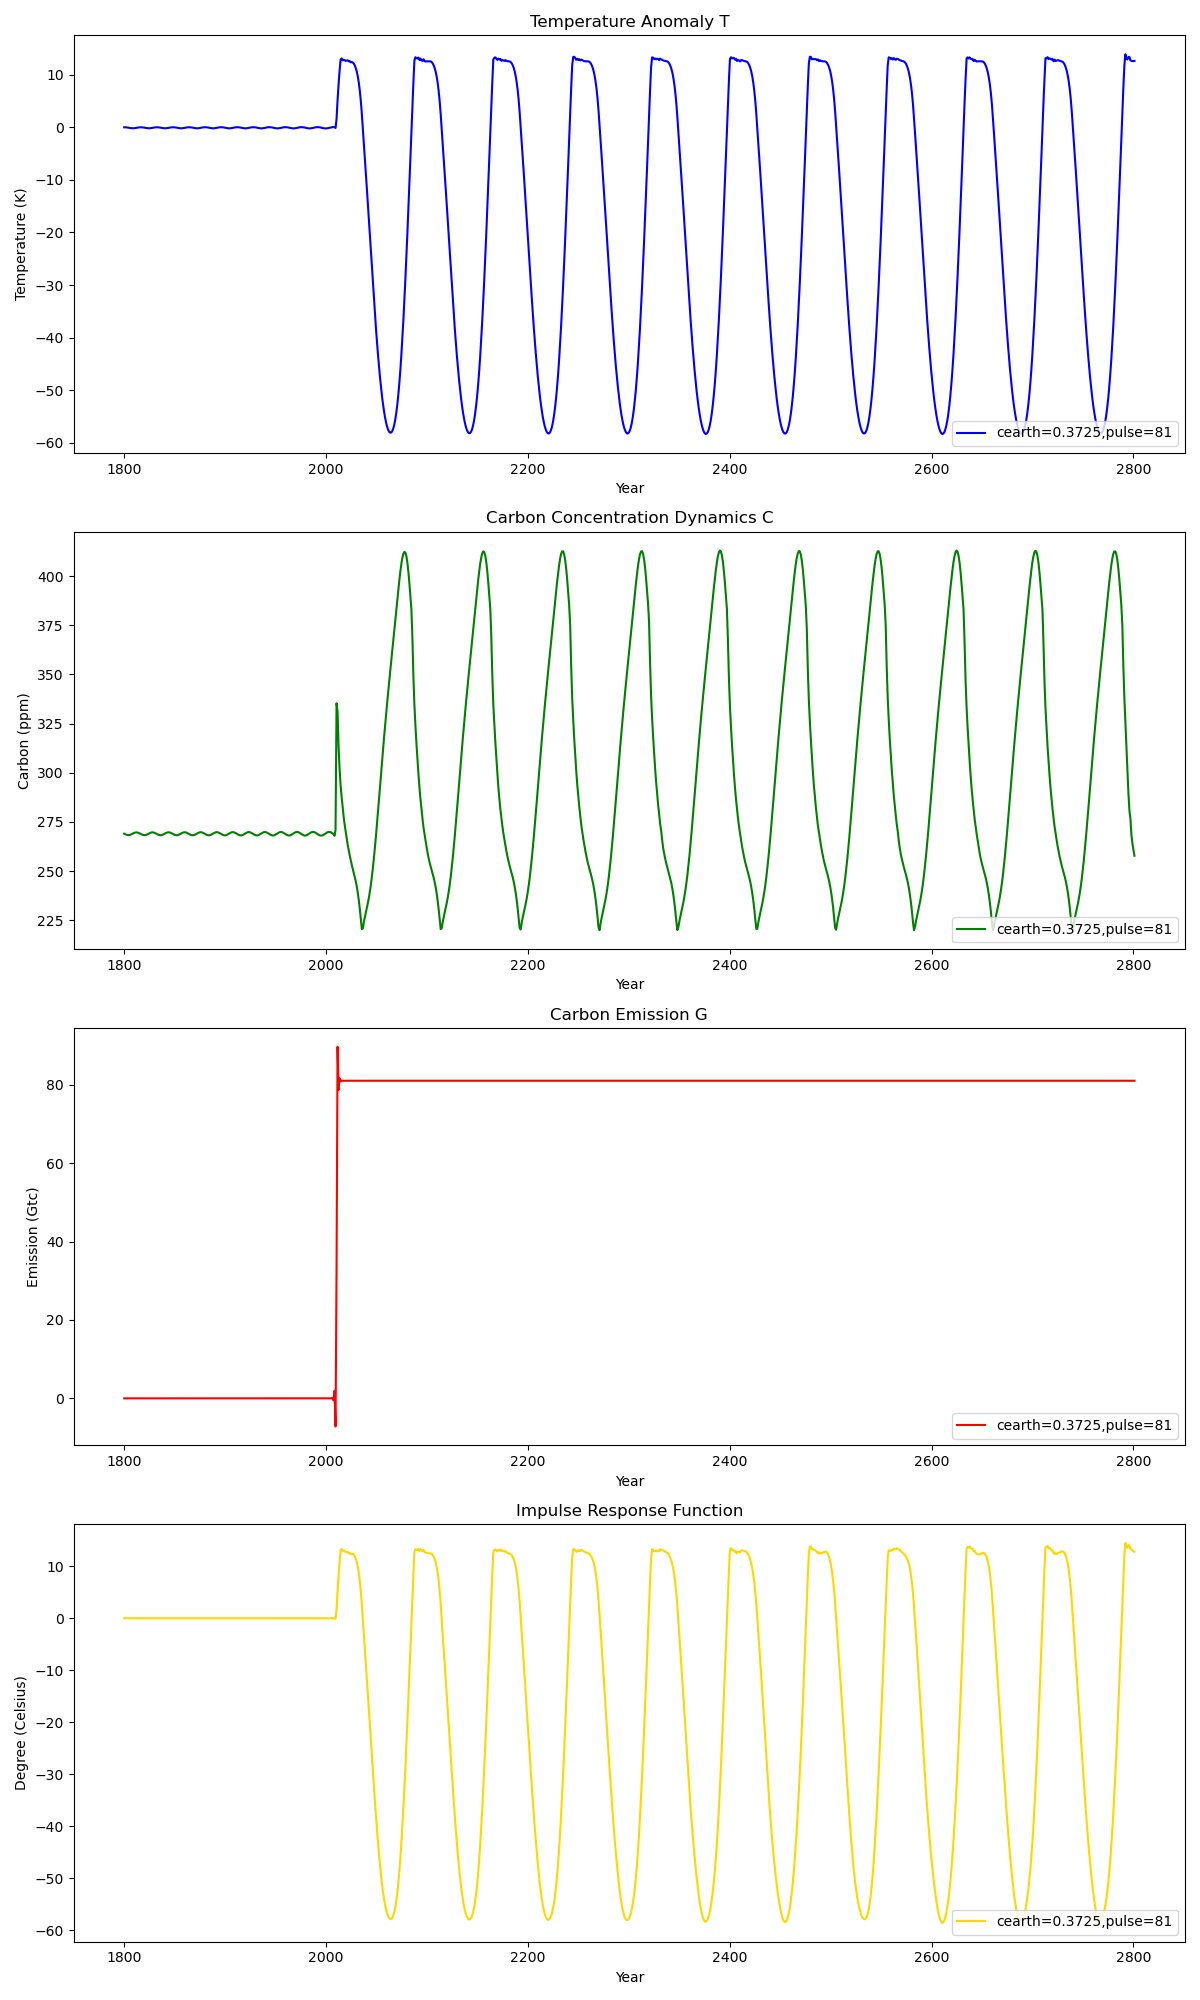 Temperature Anomaly T
10
0
−10
−20
−30
−40
−50
−60
Temperature (K)
cearth=0.3725,pulse=81
1800 2000 2200 2400 2600 2800
Year
Carbon Concentration Dynamics C
400
375
350
325
300
275
250
225
Carbon (ppm)
cearth=0.3725,pulse=81
1800 2000 2200 2400 2600 2800
Year
Carbon Emission G
80
60
40
20
0
Emission (Gtc)
cearth=0.3725,pulse=81
1800 2000 2200 2400 2600 2800
Year
Impulse Response Function
10
0
−10
−20
−30
−40
−50
−60
Degree (Celsius)
cearth=0.3725,pulse=81
1800 2000 2200 2400 2600 2800
Year